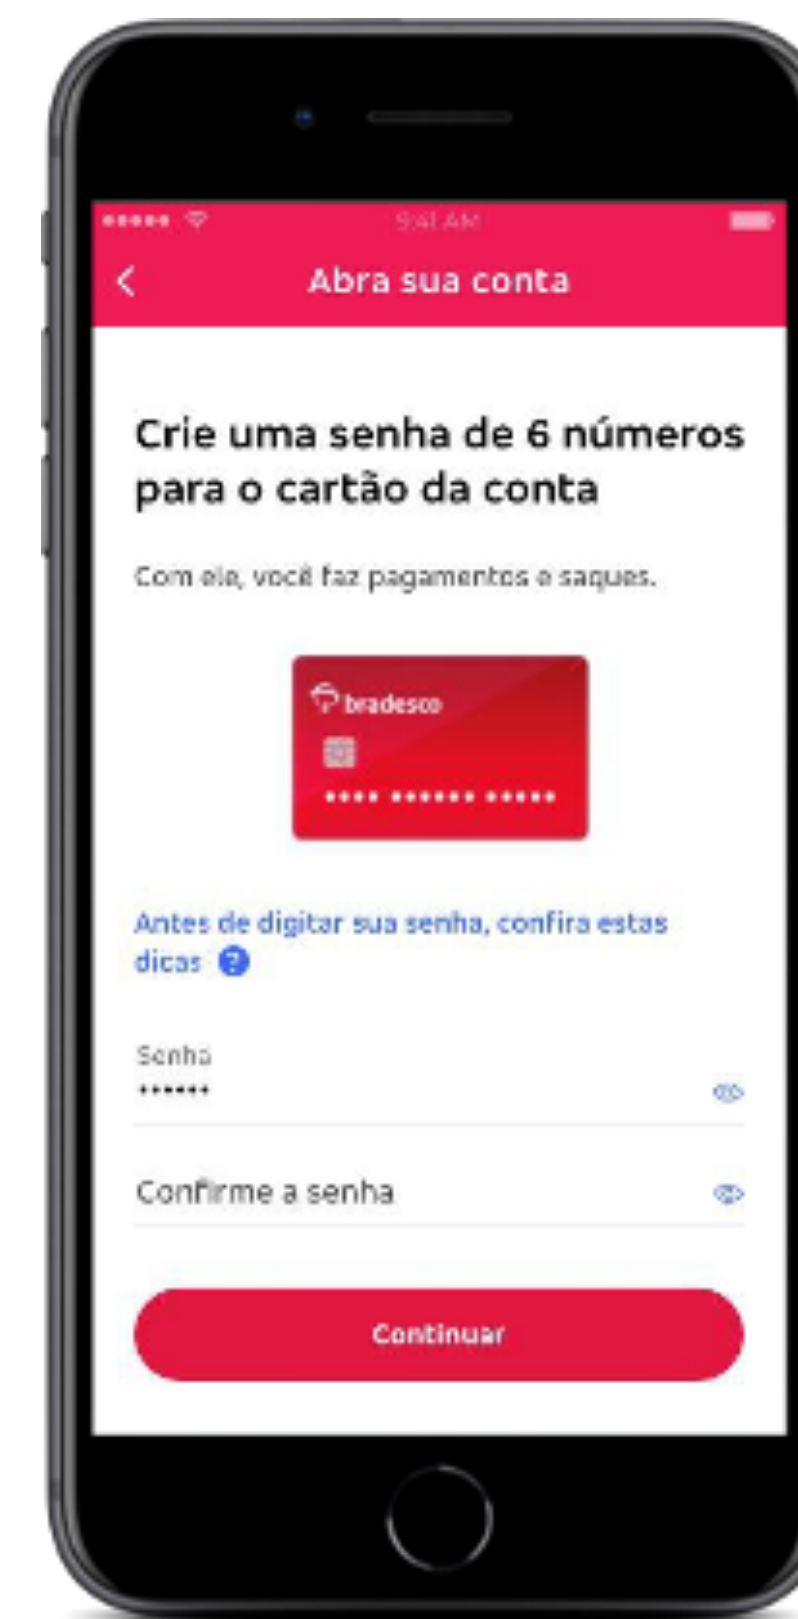 9:41 AM
Abra sua conta
Crie uma senha de 6 números
para o cartão da conta
Com ele, você faz pagamentos e saques.
bradesco
Antes de digitar sua senha, confira estas
dicas ?
Senha
••••••
Confirme a senha
Continuar